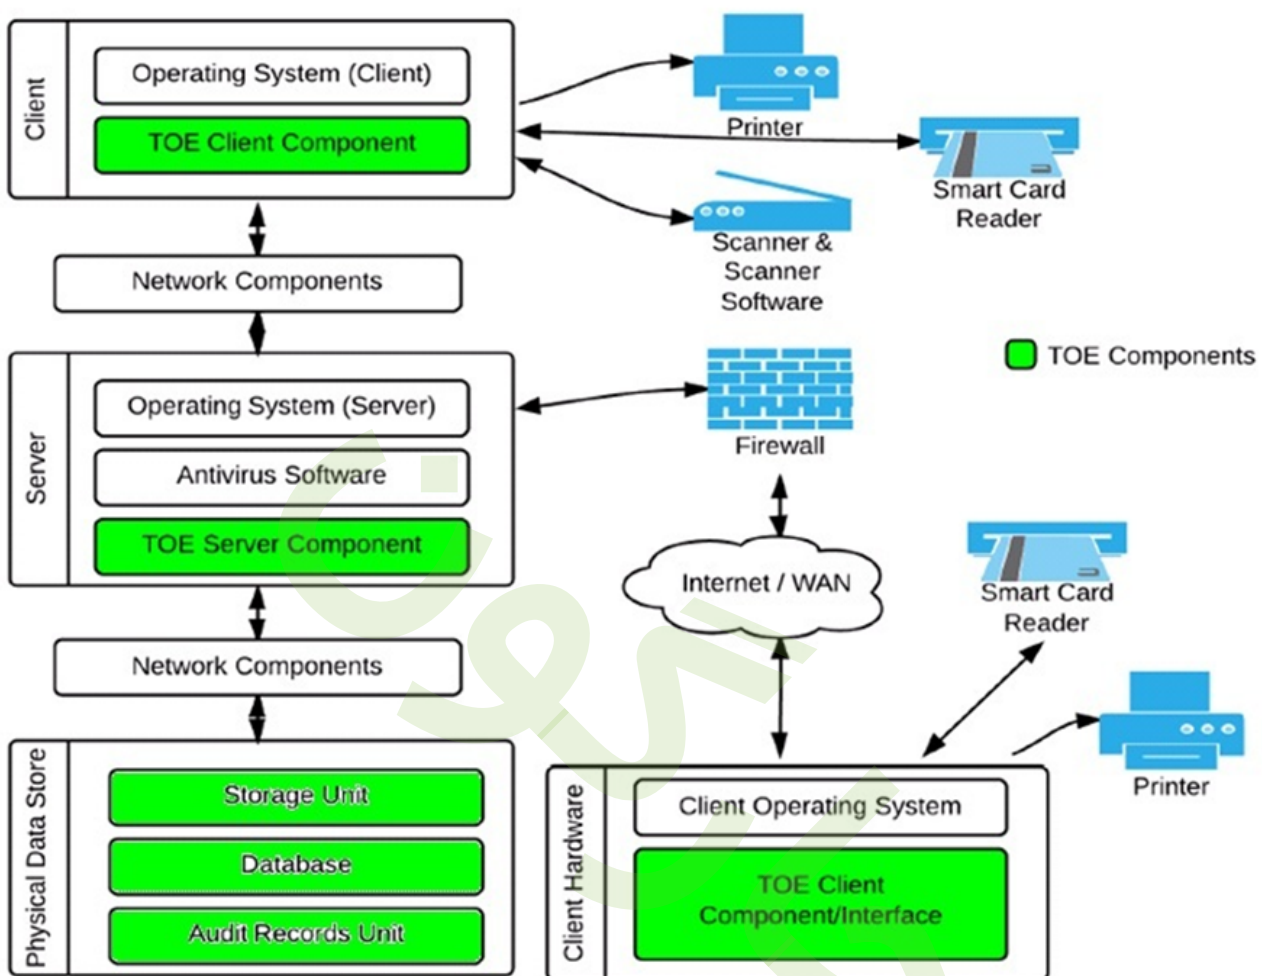 Client
Operating System (Client)
TOE Client Component
Printer
Smart Card
Reader
Scanner &
Scanner
Software
Network Components
TOE Components
Server
Operating System (Server)
Antivirus Software
TOE Server Component
Firewall
Internet / WAN
Smart Card
Reader
Network Components
Printer
Physical Data Store
Storage Unit
Database
Audit Records Unit
Client Hardware
Client Operating System
TOE Client
Component/Interface